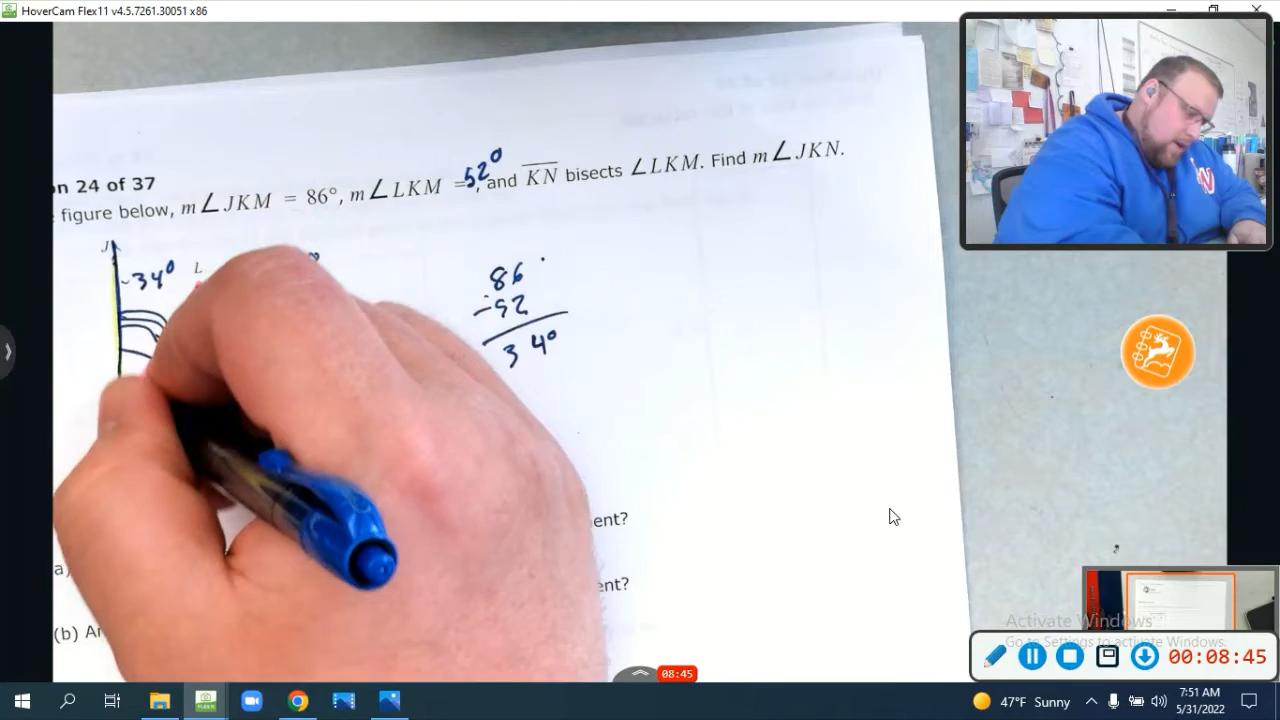 HoverCam Flex11 v4.5.7261.30051 x86
n 24 of 37
figure below, m∠JKM = 86°, m∠LKM = 52°, and KN bisects ∠LKM. Find m∠JKN.
J
34°
L
86
-52
34°
ent?
a)
ent?
(b)
08:45
Activate Windows
Go to Settings to activate Windows.
00:08:45
47°F Sunny
7:51 AM
5/31/2022